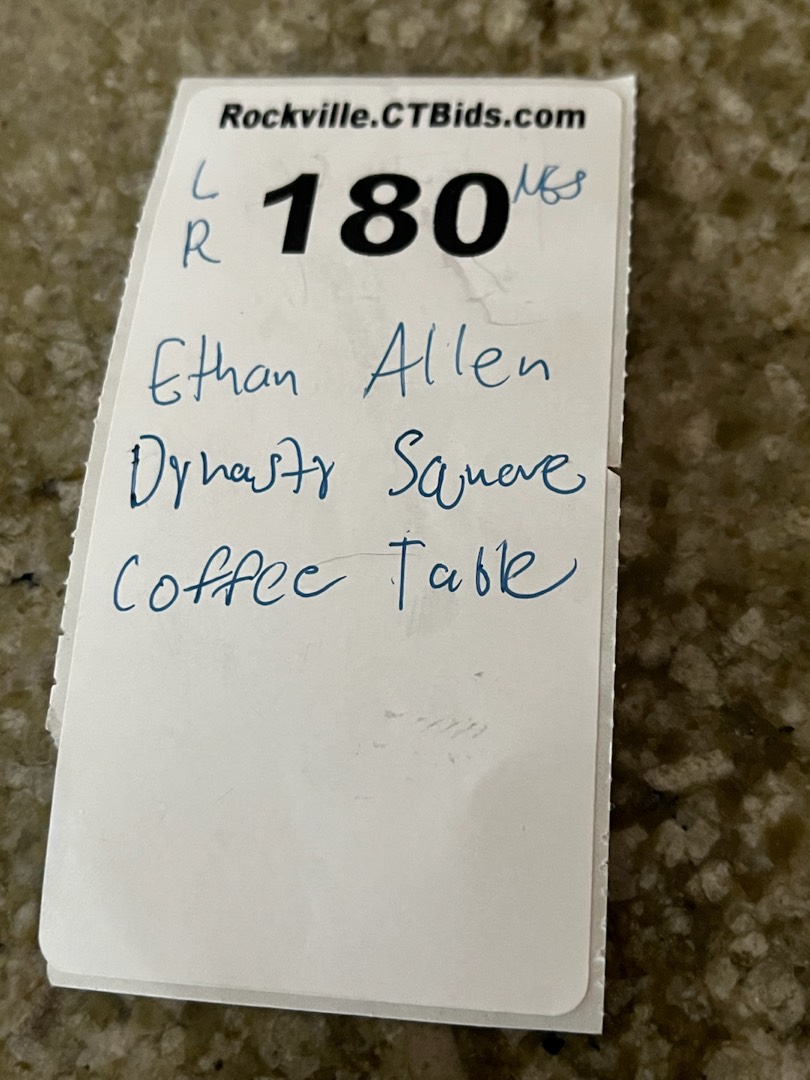 Rockville.CTBids.com
L
R
180
Ethan Allen
Dynasty Square
Coffee Table